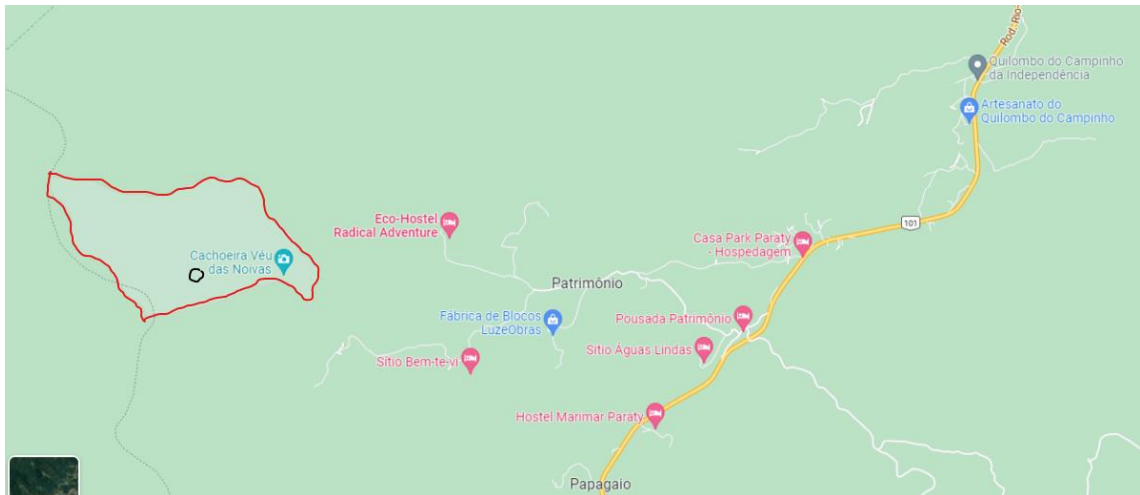 Rod. Rio-
Quilombo do Campinho
da Independência
Artesanato do
Quilombo do Campinho
Eco-Hostel
Radical Adventure
101
Casa Park Paraty
- Hospedagem
Cachoeira Véu
das Noivas
Patrimônio
Fábrica de Blocos
LuzeObras
Pousada Patrimônio
Sítio Águas Lindas
Sítio Bem-te-vi
Hostel Marimar Paraty
Papagaio